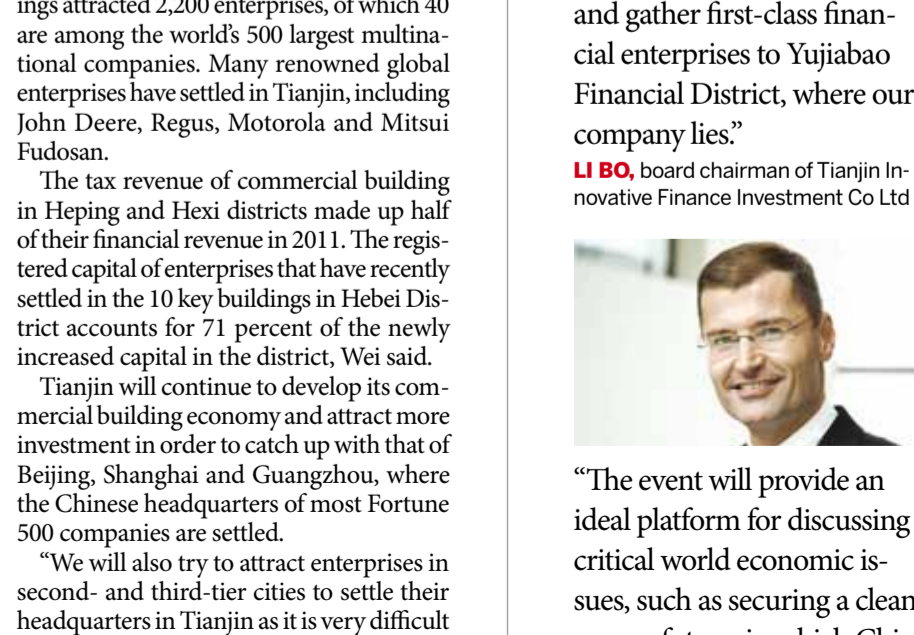 ings attracted 2,200 enterprises, of which 40
are among the world's 500 largest multina-
tional companies. Many renowned global
enterprises have settled in Tianjin, including
John Deere, Regus, Motorola and Mitsui
Fudosan.
The tax revenue of commercial building
in Heping and Hexi districts made up half
of their financial revenue in 2011. The regis-
tered capital of enterprises that have recently
settled in the 10 key buildings in Hebei Dis-
trict accounts for 71 percent of the newly
increased capital in the district, Wei said.
Tianjin will continue to develop its com-
mercial building economy and attract more
investment in order to catch up with that of
Beijing, Shanghai and Guangzhou, where
the Chinese headquarters of most Fortune
500 companies are settled.
“We will also try to attract enterprises in
second- and third-tier cities to settle their
headquarters in Tianjin as it is very difficult
and gather first-class finan-
cial enterprises to Yujiabao
Financial District, where our
company lies.”
LI BO, board chairman of Tianjin In-
novative Finance Investment Co Ltd
“The event will provide an
ideal platform for discussing
critical world economic is-
sues, such as securing a clean